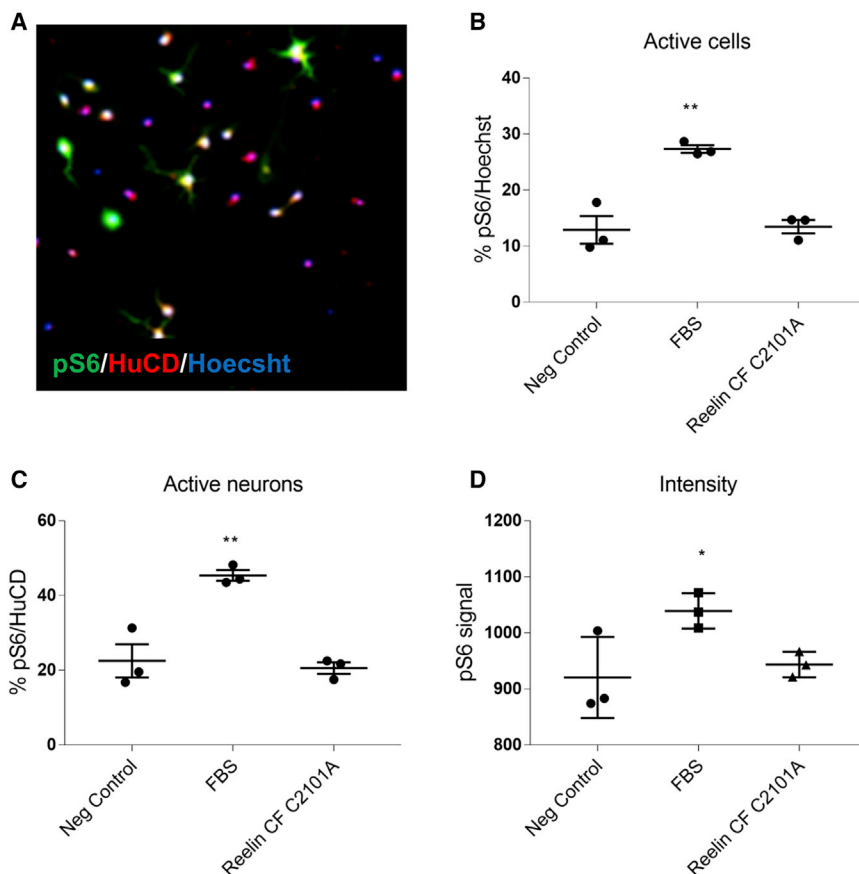 A
pS6/HuCD/Hoecsht
B
Active cells
% pS6/Hoechst
40
30
20
10
0
**
Neg Control
FBS
Reelin CF C2101A
C
Active neurons
% pS6/HuCD
60
40
20
0
**
Neg Control
FBS
Reelin CF C2101A
D
Intensity
pS6 signal
1200
1100
1000
900
800
*
Neg Control
FBS
Reelin CF C2101A